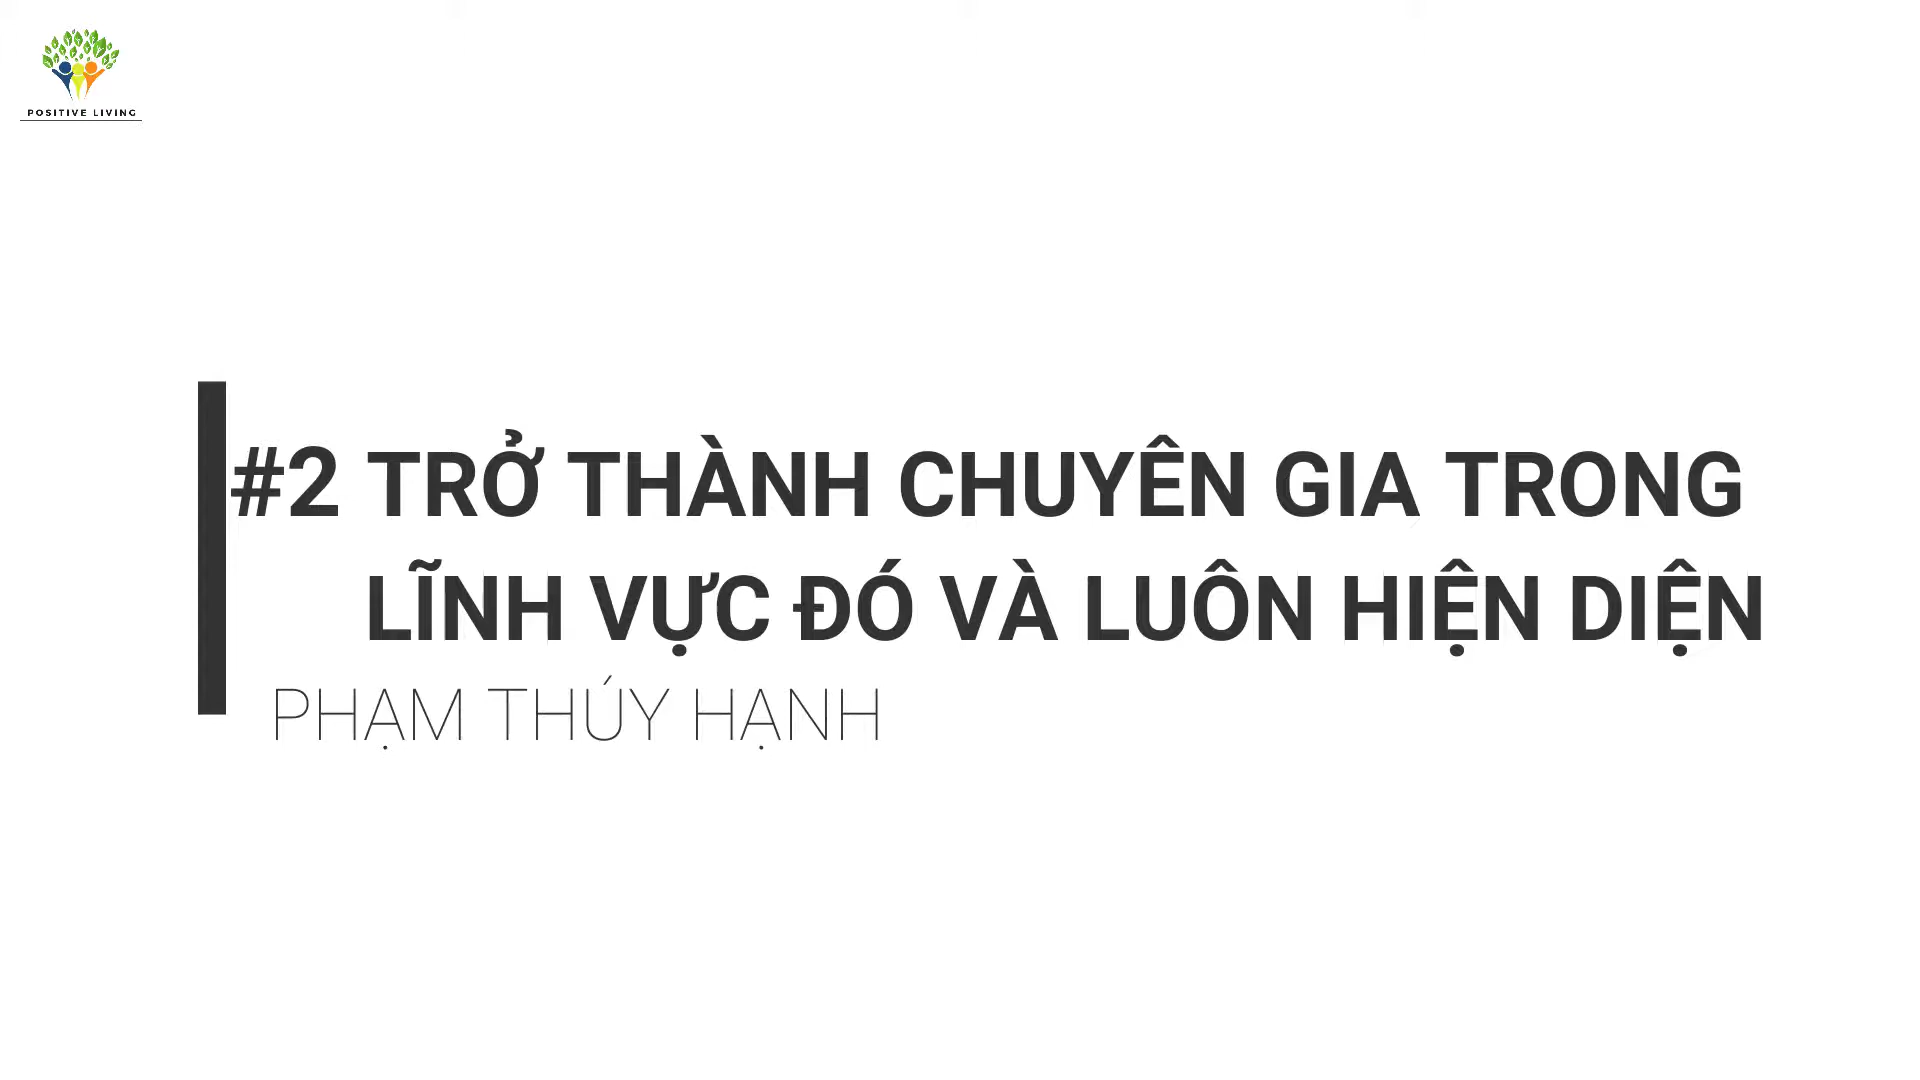 POSITIVE LIVING
#2 TRỞ THÀNH CHUYÊN GIA TRONG
LĨNH VỰC ĐÓ VÀ LUÔN HIỆN DIỆN
PHẠM THÚY HẠNH